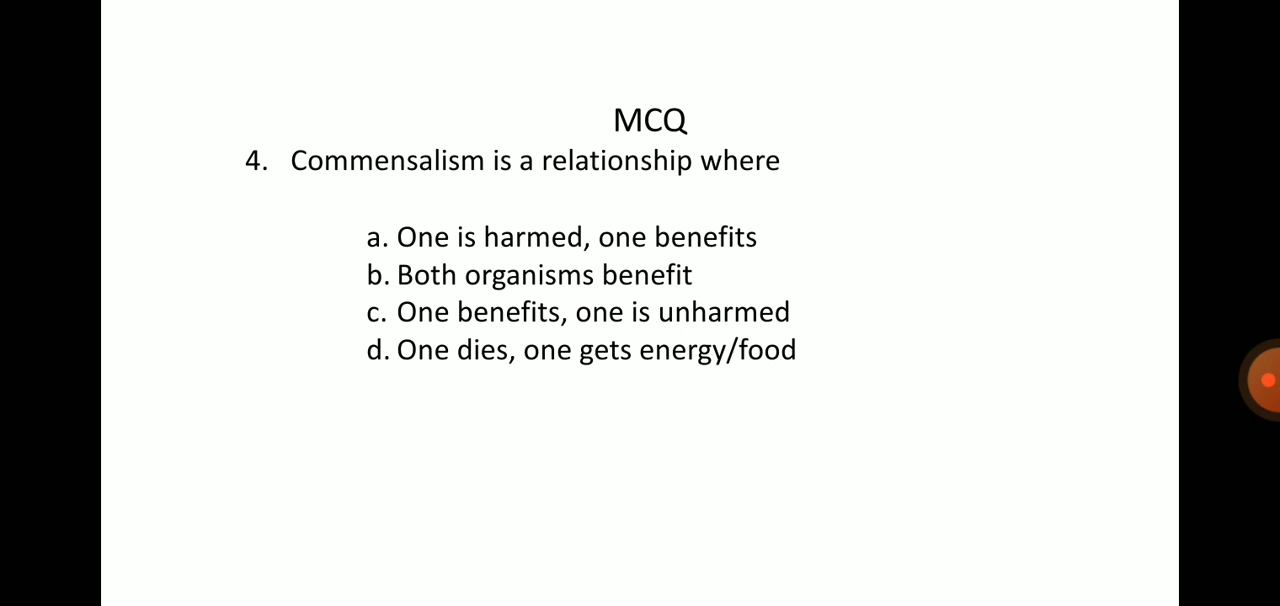 MCQ
4. Commensalism is a relationship where
a. One is harmed, one benefits
b. Both organisms benefit
c. One benefits, one is unharmed
d. One dies, one gets energy/food